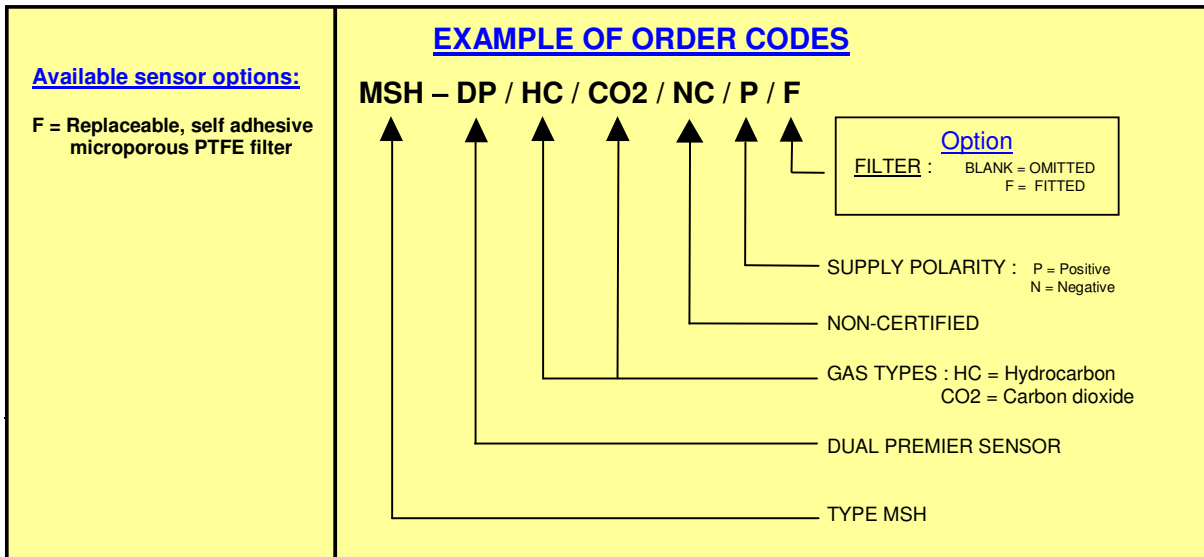 Available sensor options:
F = Replaceable, self adhesive
microporous PTFE filter
EXAMPLE OF ORDER CODES
MSH – DP / HC / CO2 / NC / P / F
Option
FILTER : BLANK = OMITTED
F = FITTED
SUPPLY POLARITY : P = Positive
N = Negative
NON-CERTIFIED
GAS TYPES : HC = Hydrocarbon
CO2 = Carbon dioxide
DUAL PREMIER SENSOR
TYPE MSH